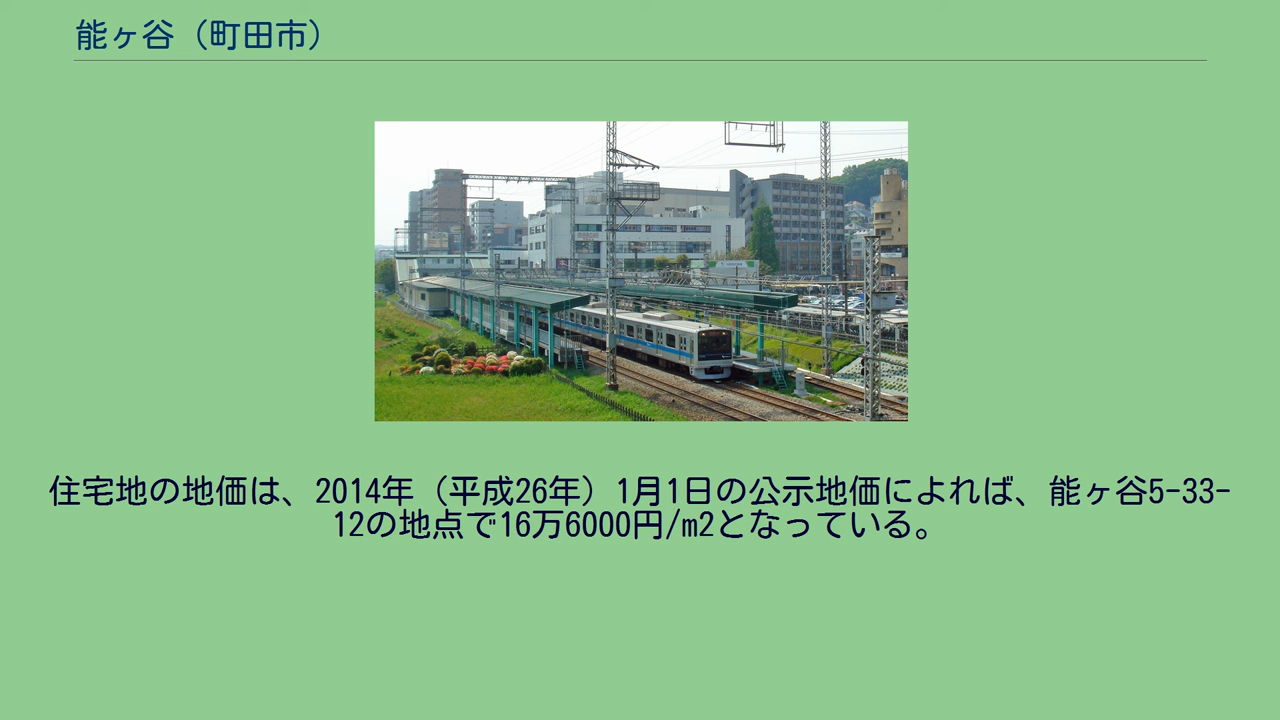 能ヶ谷（町田市）
住宅地の地価は、2014年（平成26年）1月1日の公示地価によれば、能ヶ谷5-33-
12の地点で16万6000円/m2となっている。